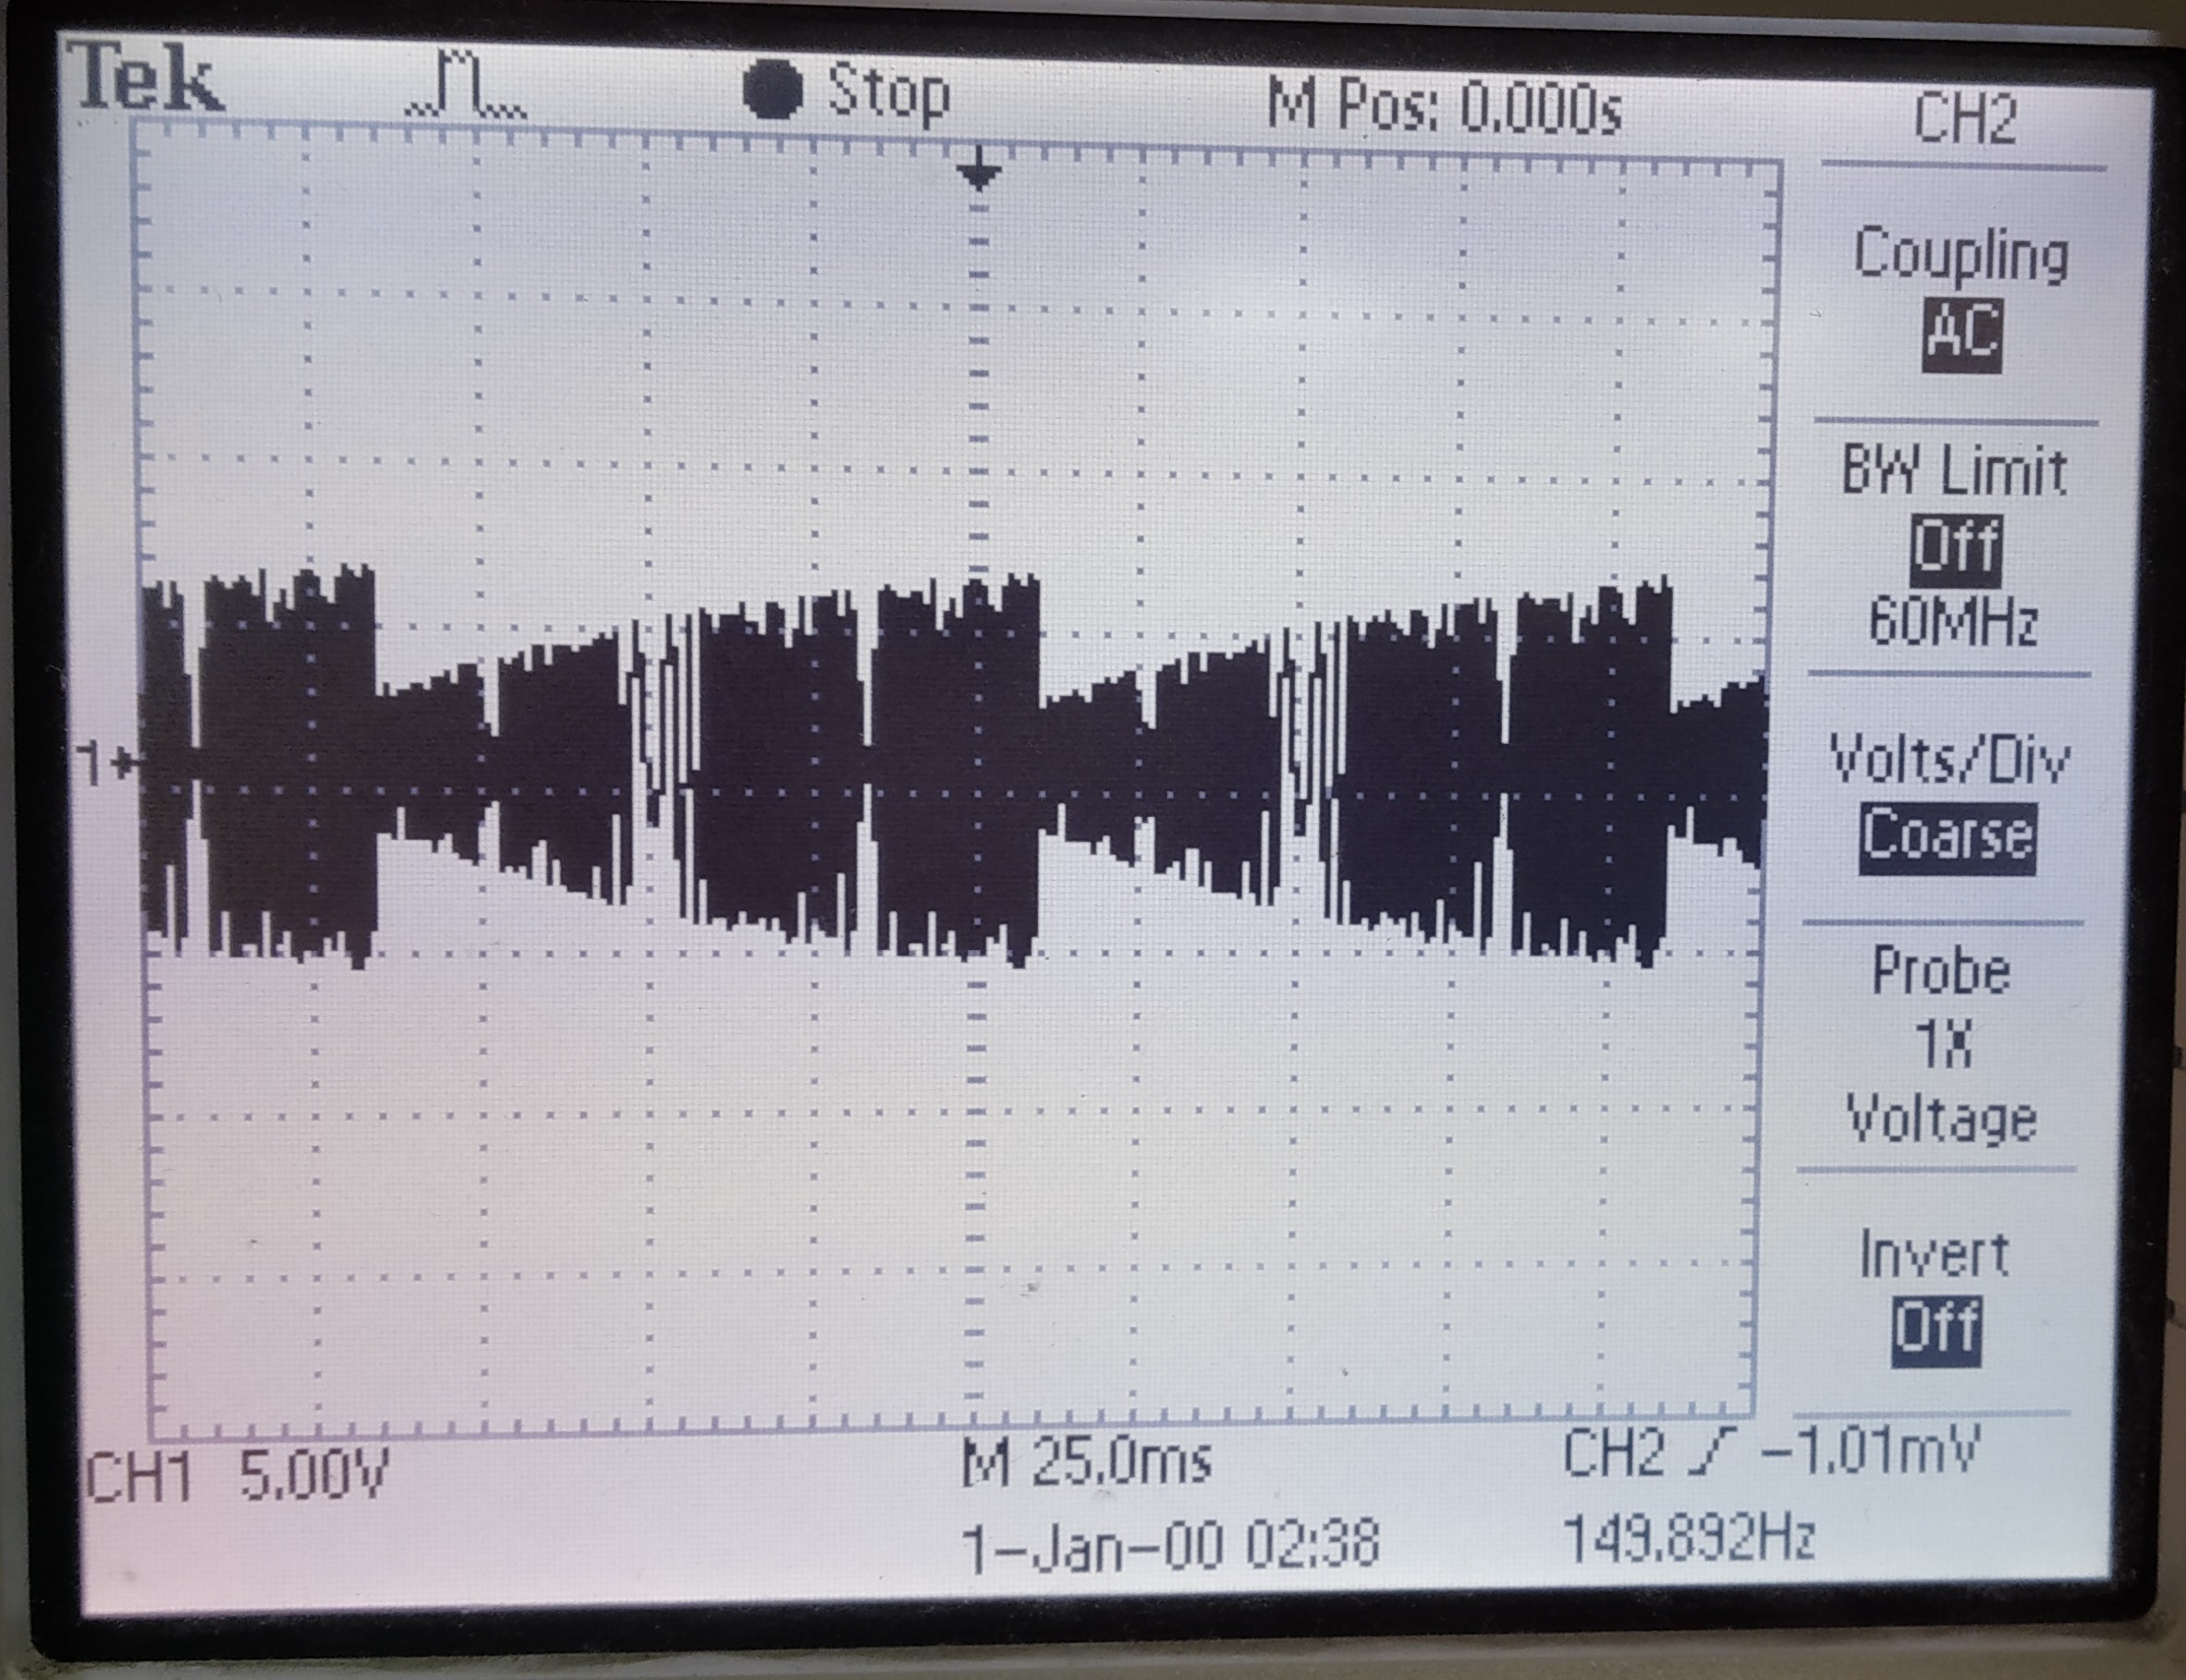 Tek Stop M Pos: 0.000s CH2
Coupling
AC
BW Limit
Off
60MHz
1
Volts/Div
Coarse
Probe
1X
Voltage
Invert
Off
CH1 5.00V M 25.0ms CH2 -1.01mV
1-Jan-00 02:38 149.892Hz